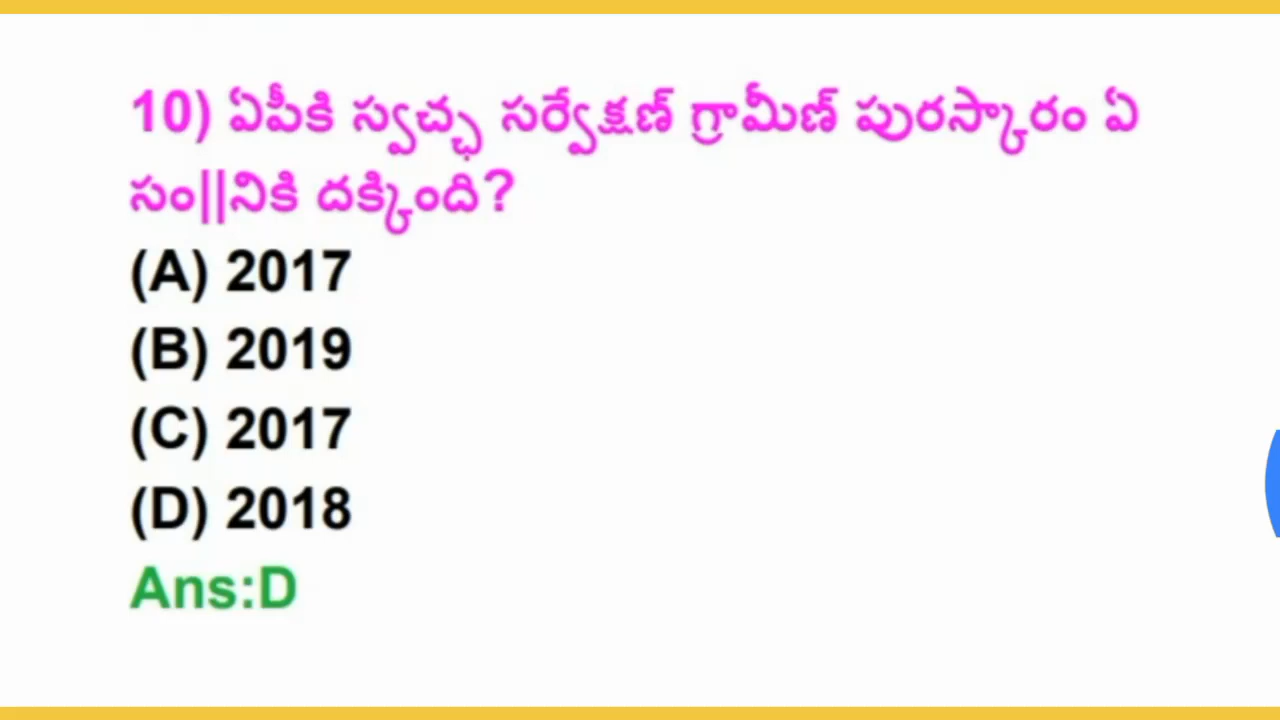 10) ఏపీకి స్వచ్ఛ సర్వేక్షణ్ గ్రామీణ్ పురస్కారం ఏ
సం||నికి దక్కింది?
(A) 2017
(B) 2019
(C) 2017
(D) 2018
Ans:D